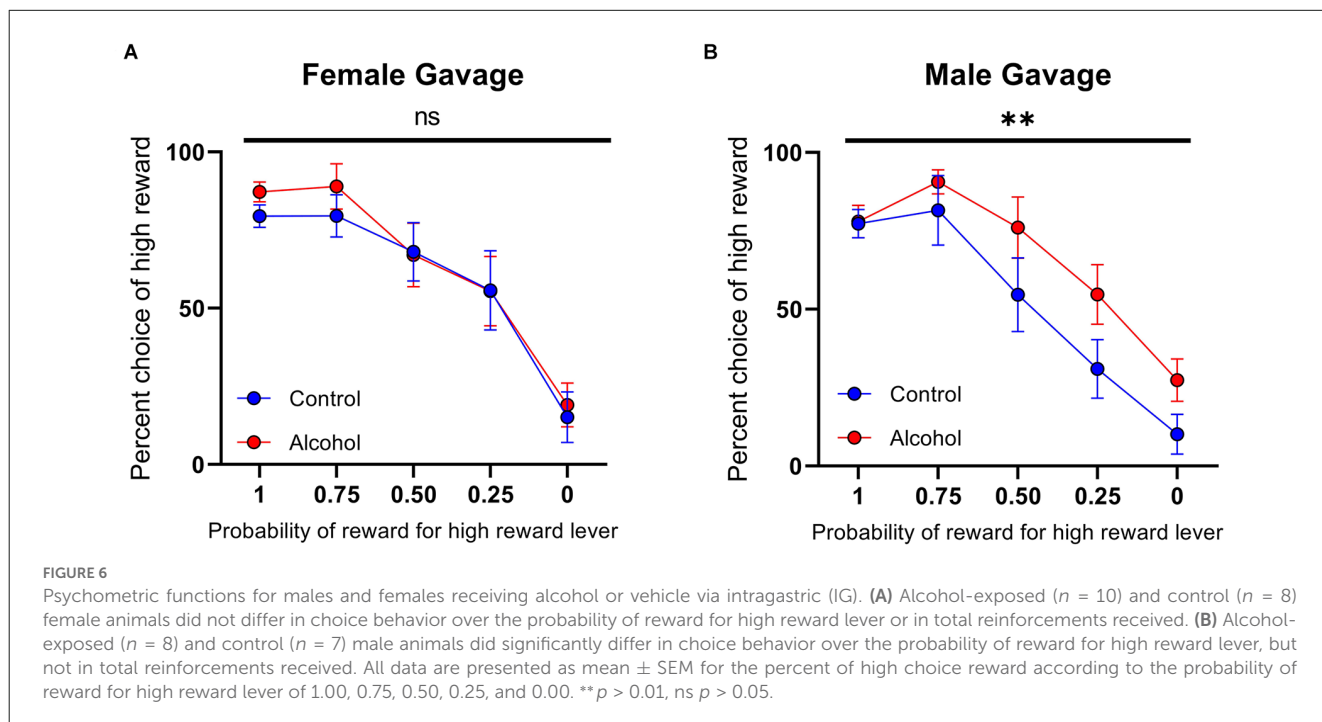 A
Female Gavage
ns
100
50
0
Percent choice of high reward
Control
Alcohol
1 0.75 0.50 0.25 0
Probability of reward for high reward lever
B
Male Gavage
**
100
50
0
Percent choice of high reward
Control
Alcohol
1 0.75 0.50 0.25 0
Probability of reward for high reward lever
FIGURE 6
Psychometric functions for males and females receiving alcohol or vehicle via intragastric (IG). (A) Alcohol-exposed (n = 10) and control (n = 8)
female animals did not differ in choice behavior over the probability of reward for high reward lever or in total reinforcements received. (B) Alcohol-
exposed (n = 8) and control (n = 7) male animals did significantly differ in choice behavior over the probability of reward for high reward lever, but
not in total reinforcements received. All data are presented as mean ± SEM for the percent of high choice reward according to the probability of
reward for high reward lever of 1.00, 0.75, 0.50, 0.25, and 0.00. **p > 0.01, ns p > 0.05.